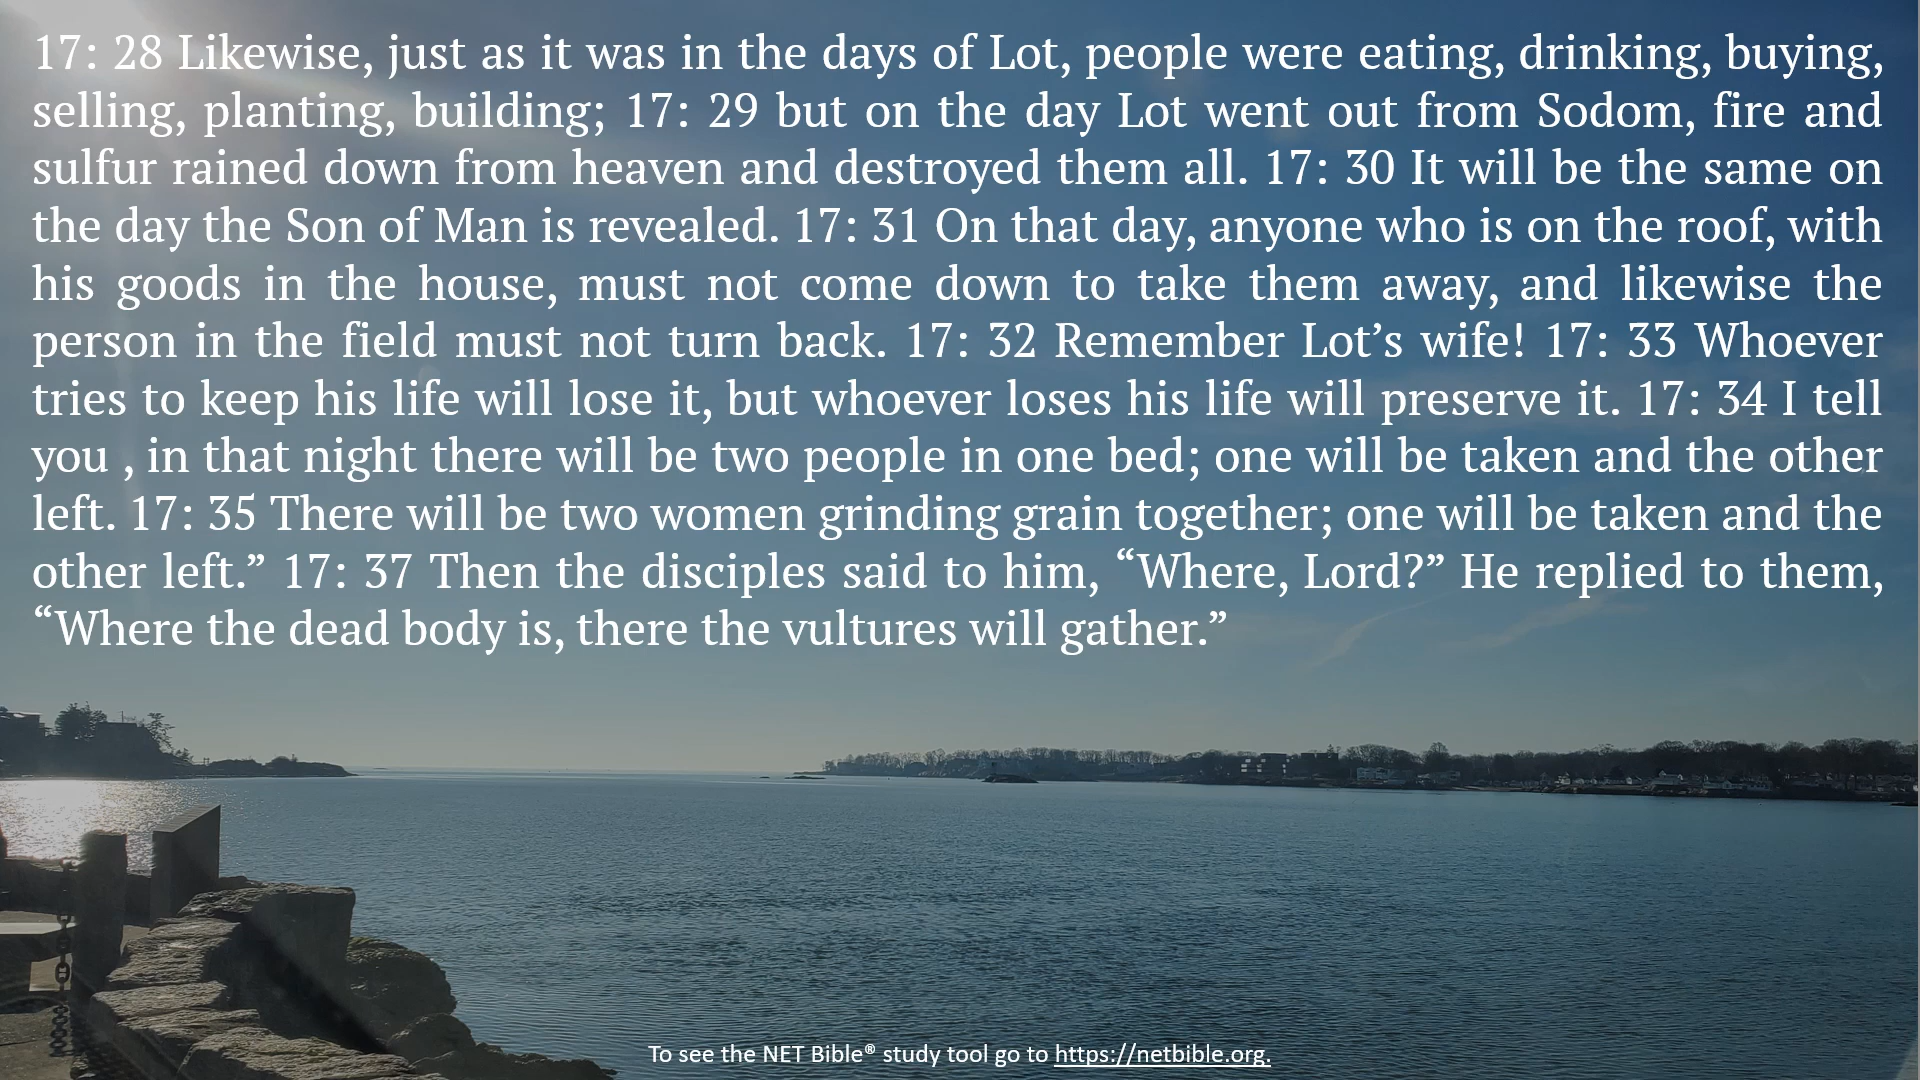 17: 28 Likewise, just as it was in the days of Lot, people were eating, drinking, buying,
selling, planting, building; 17: 29 but on the day Lot went out from Sodom, fire and
sulfur rained down from heaven and destroyed them all. 17: 30 It will be the same on
the day the Son of Man is revealed. 17: 31 On that day, anyone who is on the roof, with
his goods in the house, must not come down to take them away, and likewise the
person in the field must not turn back. 17: 32 Remember Lot’s wife! 17: 33 Whoever
tries to keep his life will lose it, but whoever loses his life will preserve it. 17: 34 I tell
you , in that night there will be two people in one bed; one will be taken and the other
left. 17: 35 There will be two women grinding grain together; one will be taken and the
other left.” 17: 37 Then the disciples said to him, “Where, Lord?” He replied to them,
“Where the dead body is, there the vultures will gather.”
To see the NET Bible® study tool go to https://netbible.org.